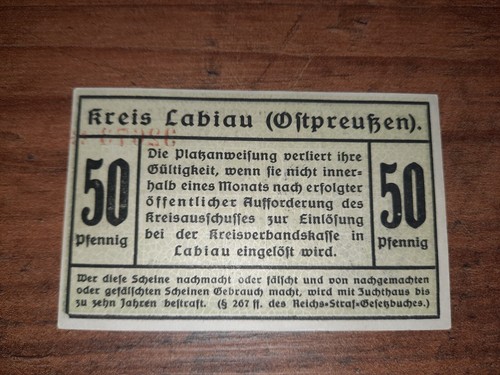 Kreis Labiau (Ostpreußen).
50
Pfennig
Die Platzanweisung verliert ihre
Gültigkeit, wenn sie nicht inner-
halb eines Monats nach erfolgter
öffentlicher Aufforderung des
Kreisausschusses zur Einlösung
bei der Kreisverbandskasse in
Labiau eingelöst wird.
50
Pfennig
Wer diese Scheine nachmacht oder fälscht und von nachgemachten
oder gefälschten Scheinen Gebrauch macht, wird mit Zuchthaus bis
zu zehn Jahren bestraft. (§ 267 ff. des Reichs-Straf-Gesetzbuches.)